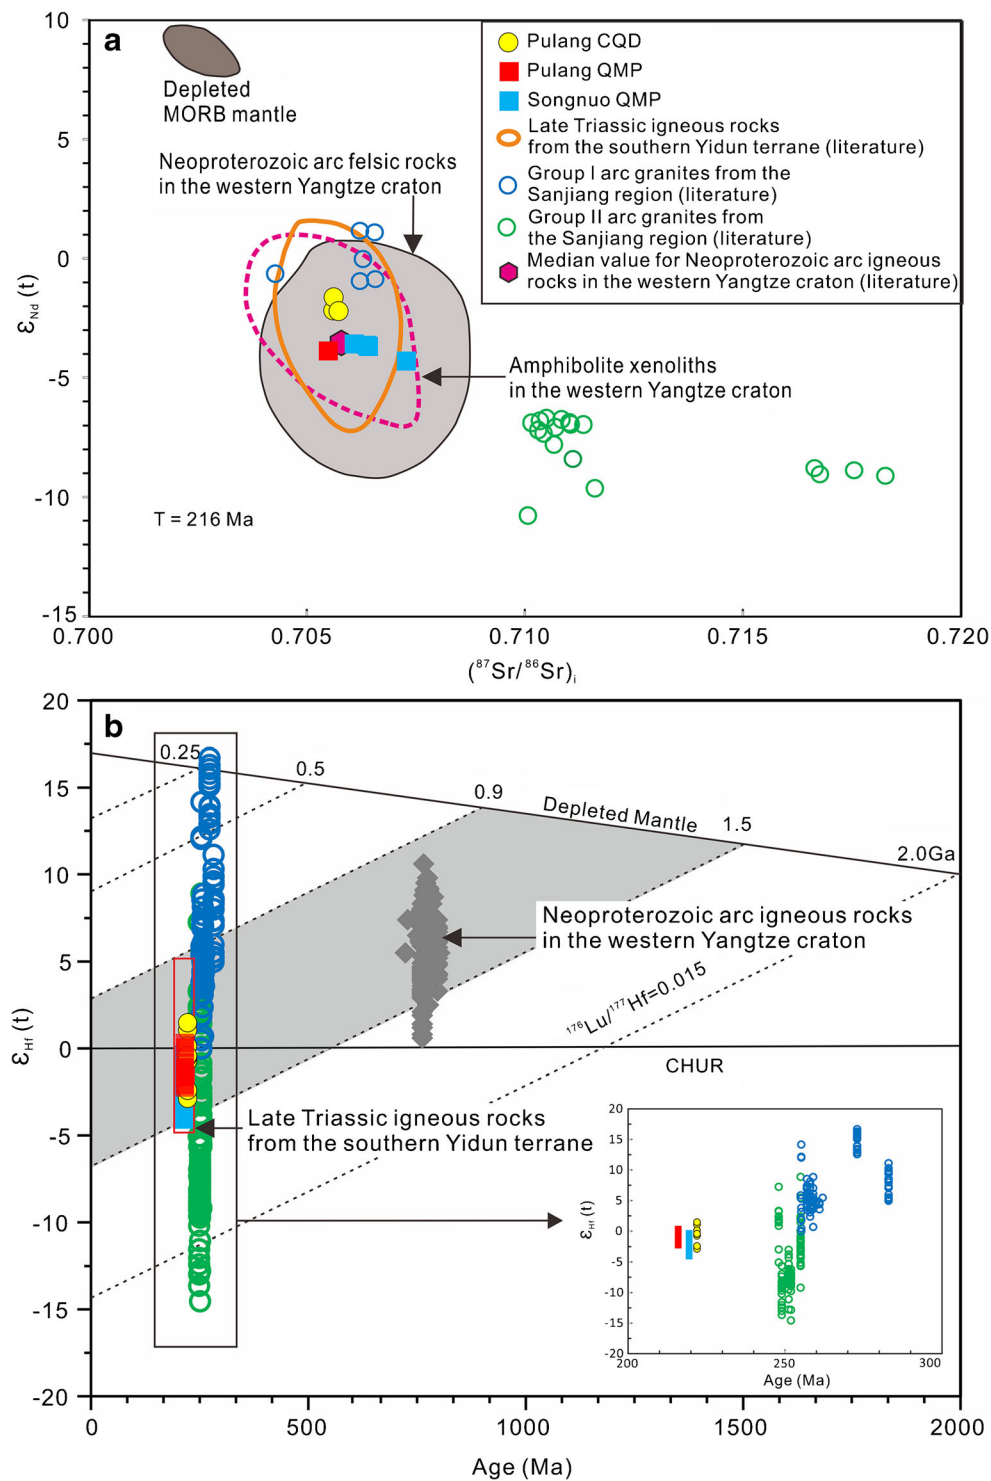 a
10
5
0
-5
-10
-15
εNd (t)
Depleted
MORB mantle
Neoproterozoic arc felsic rocks
in the western Yangtze craton
Pulang CQD
Pulang QMP
Songnuo QMP
Late Triassic igneous rocks
from the southern Yidun terrane (literature)
Group I arc granites from the
Sanjiang region (literature)
Group II arc granites from
the Sanjiang region (literature)
Median value for Neoproterozoic arc igneous
rocks in the western Yangtze craton (literature)
Amphibolite xenoliths
in the western Yangtze craton
T = 216 Ma
0.700 0.705 0.710 0.715 0.720
(⁸⁷Sr/⁸⁶Sr)i
b
20
15
10
5
0
-5
-10
-15
-20
εHf (t)
0.25
0.5
0.9
Depleted Mantle
1.5
2.0Ga
Neoproterozoic arc igneous rocks
in the western Yangtze craton
¹⁷⁶Lu/¹⁷⁷Hf=0.015
CHUR
Late Triassic igneous rocks
from the southern Yidun terrane
20
15
10
5
0
-5
-10
-15
-20
εHf (t)
200 250 300
Age (Ma)
0 500 1000 1500 2000
Age (Ma)